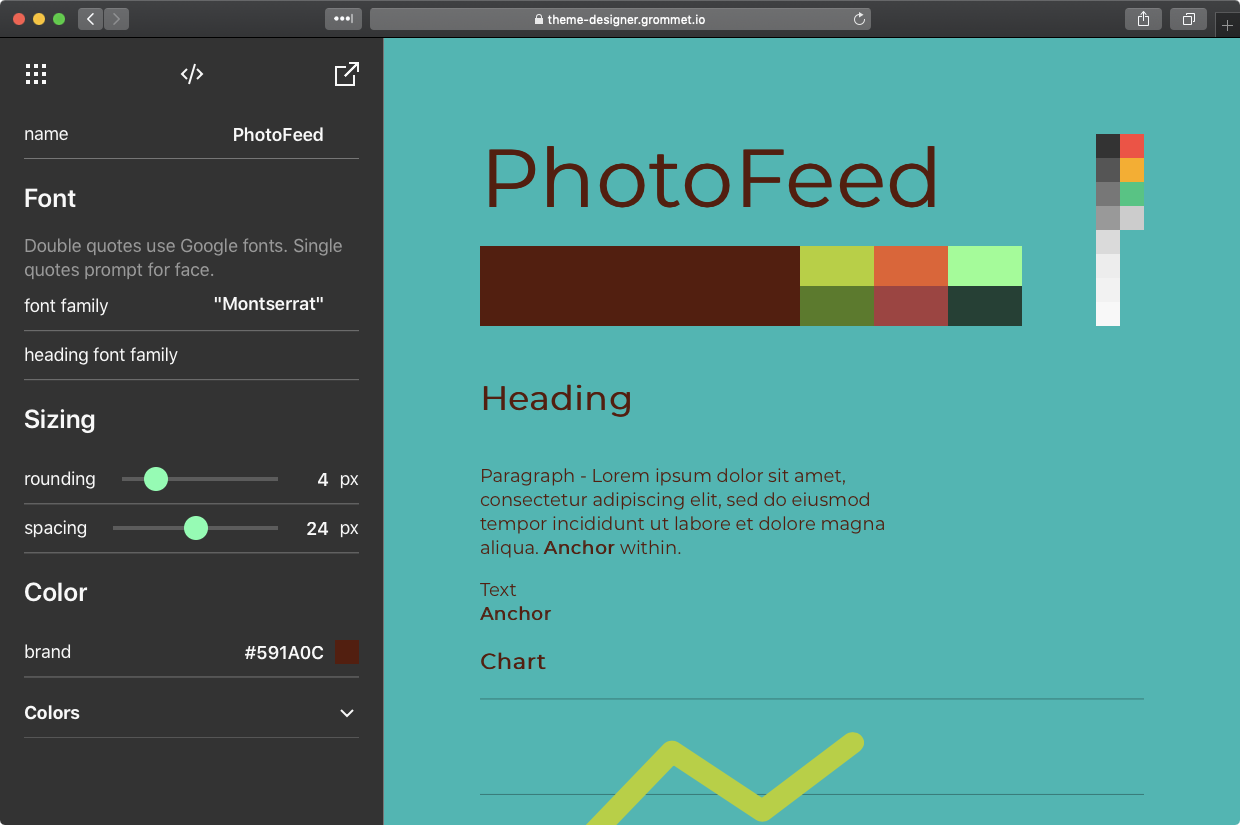 theme-designer.grommet.io
name PhotoFeed
Font
Double quotes use Google fonts. Single
quotes prompt for face.
font family "Montserrat"
heading font family
Sizing
rounding 4 px
spacing 24 px
Color
brand #591A0C
Colors
PhotoFeed
Heading
Paragraph - Lorem ipsum dolor sit amet,
consectetur adipiscing elit, sed do eiusmod
tempor incididunt ut labore et dolore magna
aliqua. Anchor within.
Text
Anchor
Chart